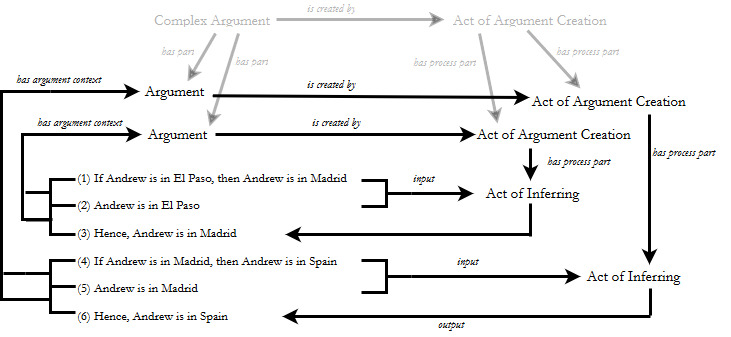 is created by
Complex Argument
Act of Argument Creation
has part
has part
has process part
has process part
has argument context
is created by
Argument
Act of Argument Creation
has argument context
is created by
Argument
Act of Argument Creation
has process part
has process part
(1) If Andrew is in El Paso, then Andrew is in Madrid
input
Act of Inferring
(2) Andrew is in El Paso
(3) Hence, Andrew is in Madrid
(4) If Andrew is in Madrid, then Andrew is in Spain
input
Act of Inferring
(5) Andrew is in Madrid
(6) Hence, Andrew is in Spain
output